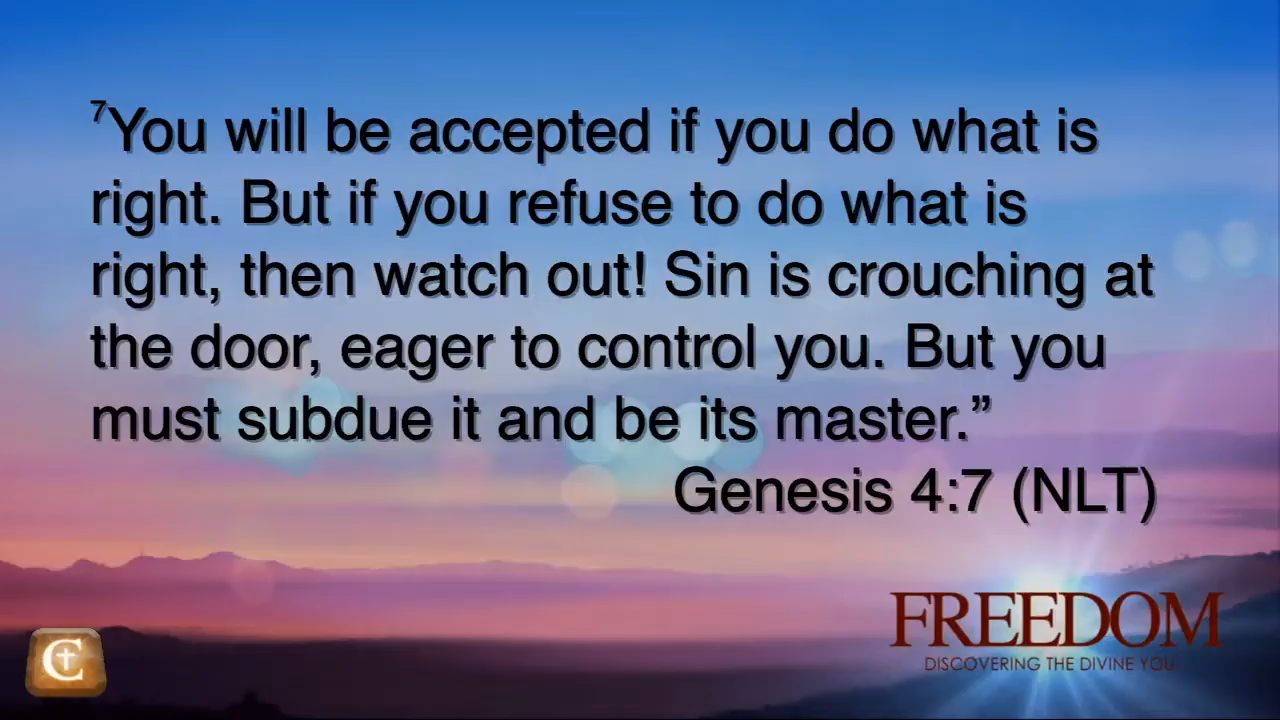 ⁷You will be accepted if you do what is
right. But if you refuse to do what is
right, then watch out! Sin is crouching at
the door, eager to control you. But you
must subdue it and be its master.”
Genesis 4:7 (NLT)
FREEDOM
DISCOVERING THE DIVINE YOU
C